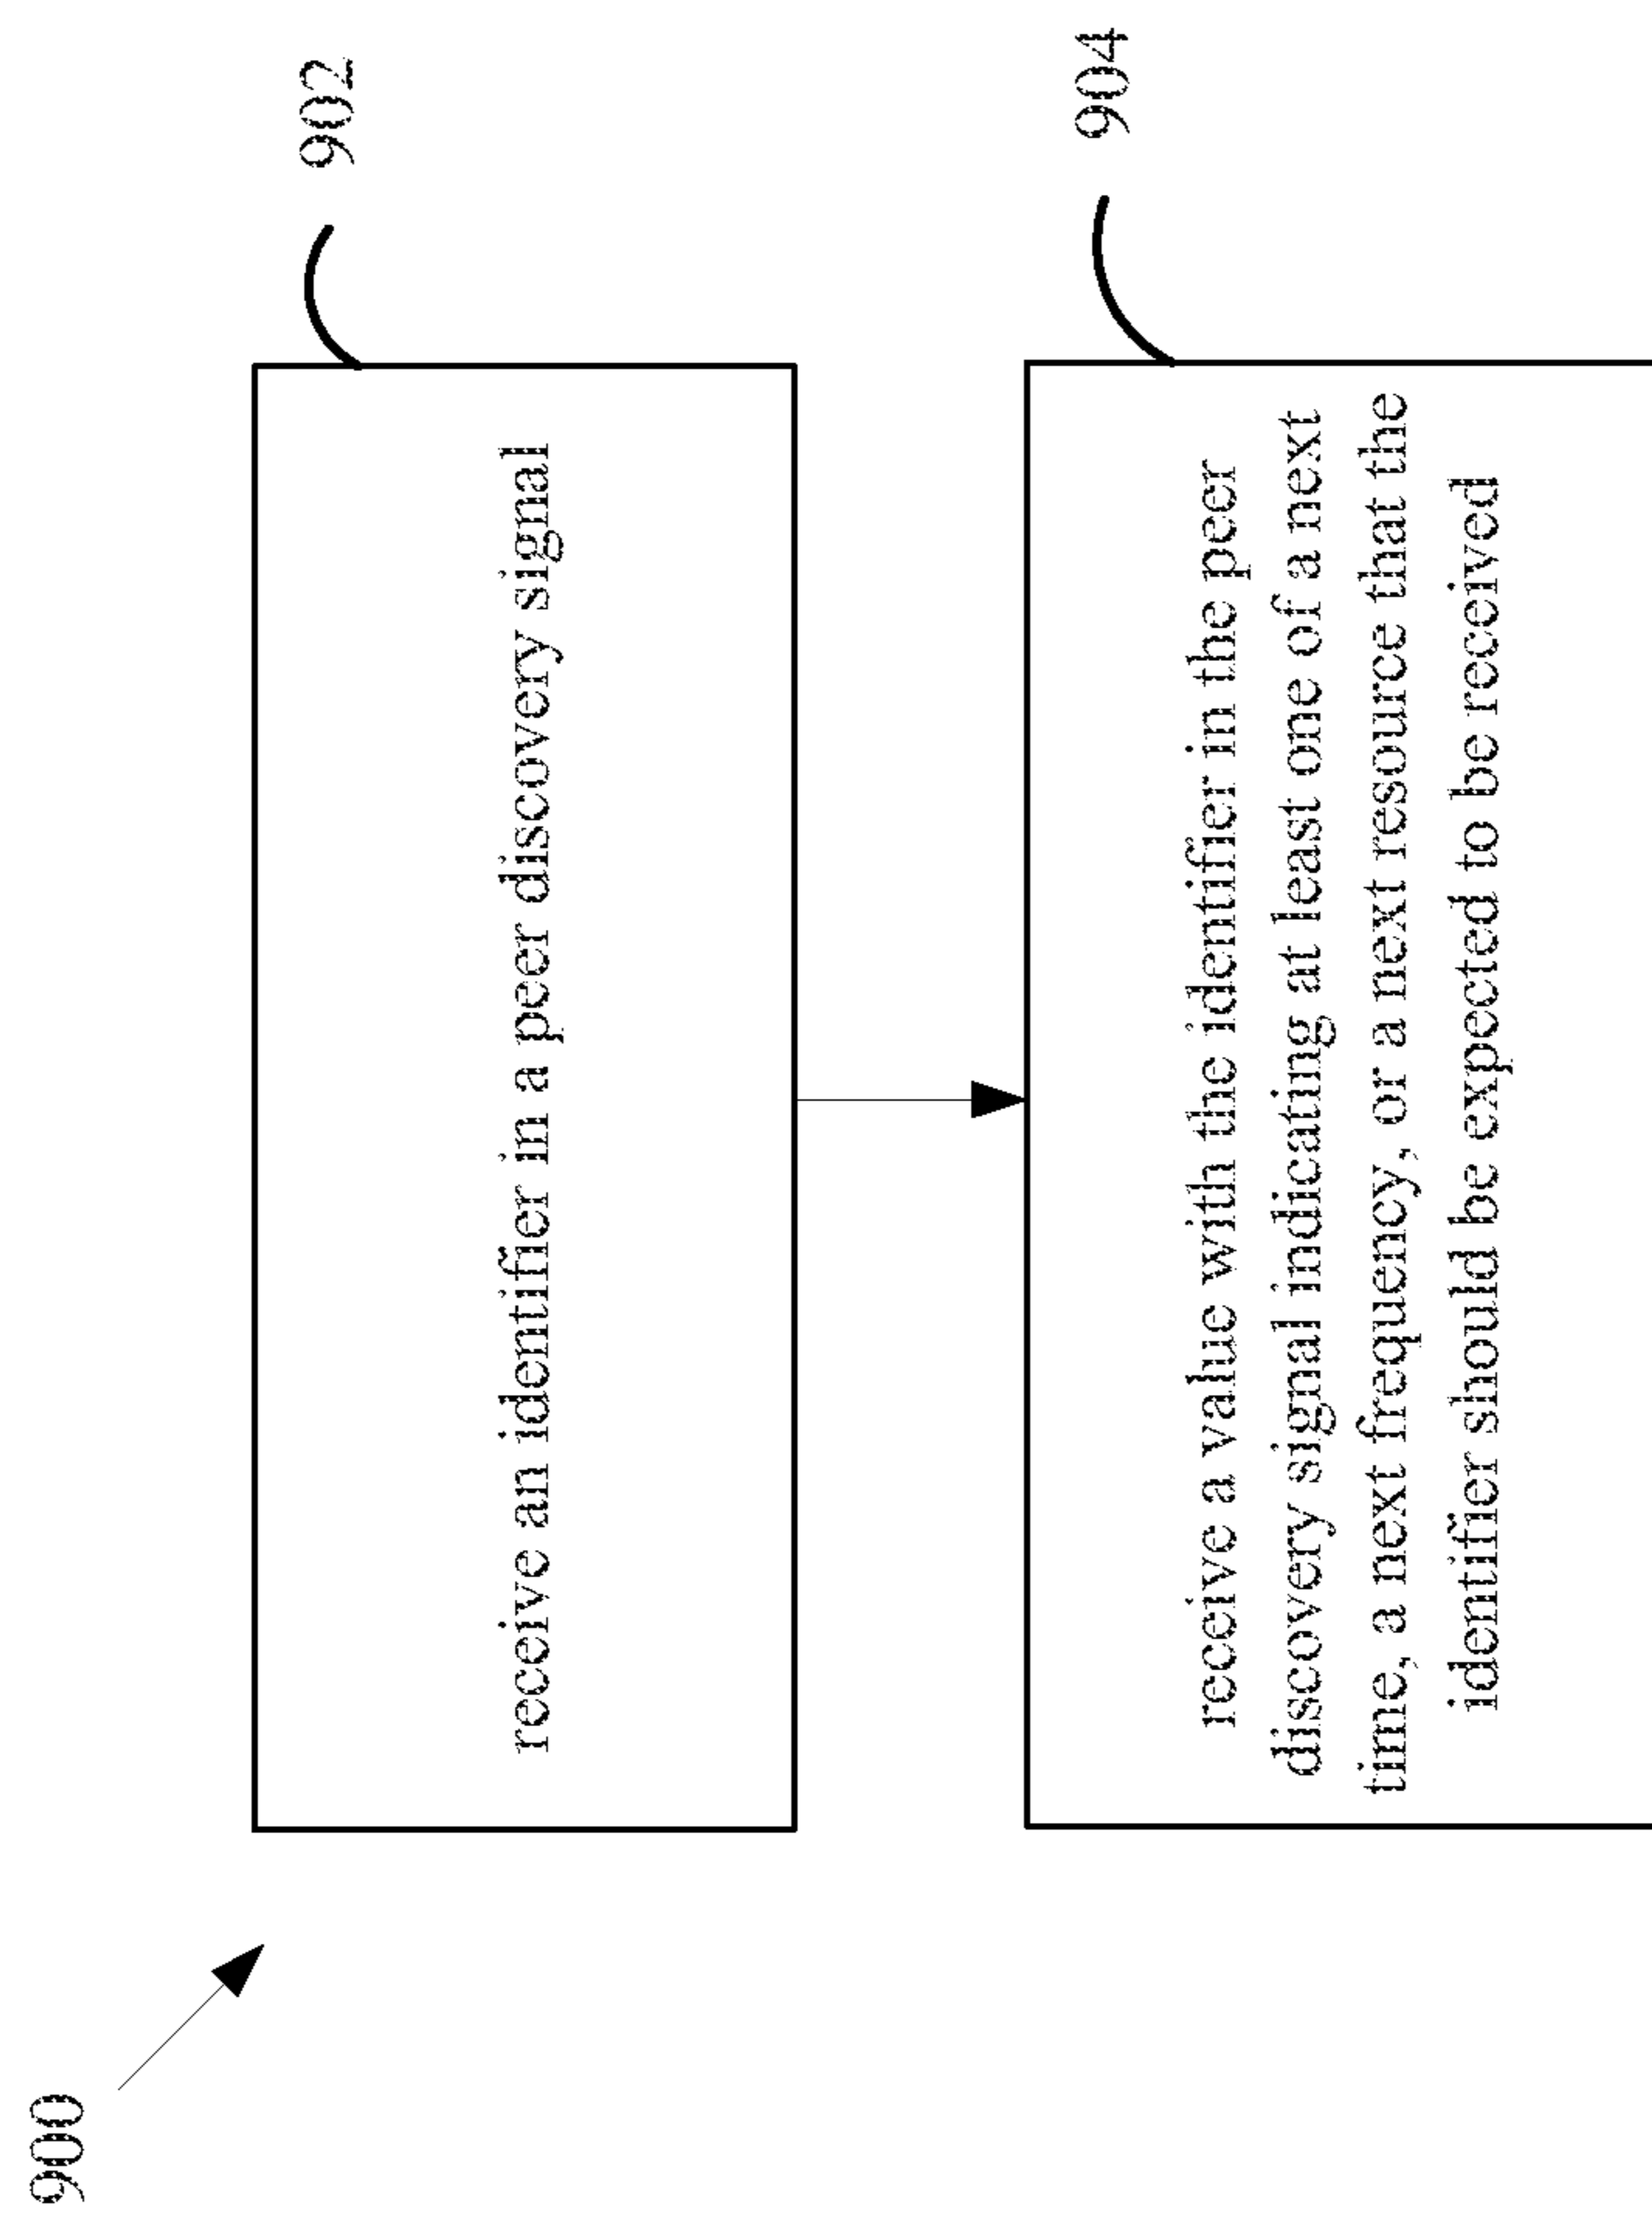 900
902
receive an identifier in a peer discovery signal
904
receive a value with the identifier in the peer
discovery signal indicating at least one of a next
time, a next frequency, or a next resource that the
identifier should be expected to be received